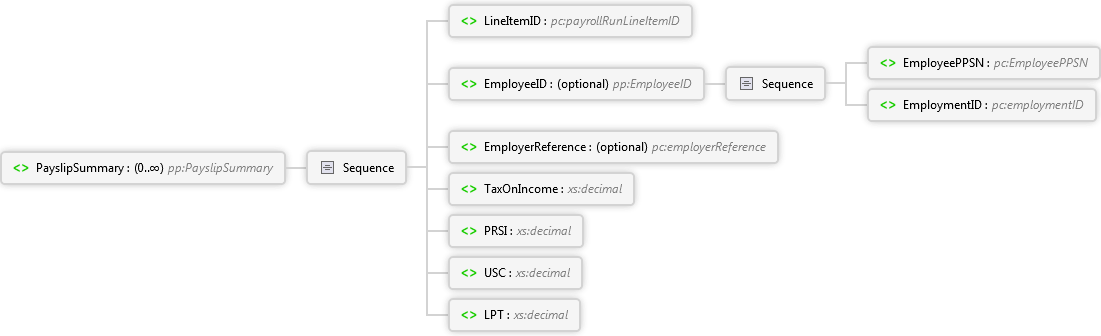 <> LineItemID : pc:payrollRunLineItemID
<> EmployeeID : (optional) pp:EmployeeID
Sequence
<> EmployeePPSN : pc:EmployeePPSN
<> EmploymentID : pc:employmentID
<> EmployerReference : (optional) pc:employerReference
<> PayslipSummary : (0..∞) pp:PayslipSummary
Sequence
<> TaxOnIncome : xs:decimal
<> PRSI : xs:decimal
<> USC : xs:decimal
<> LPT : xs:decimal